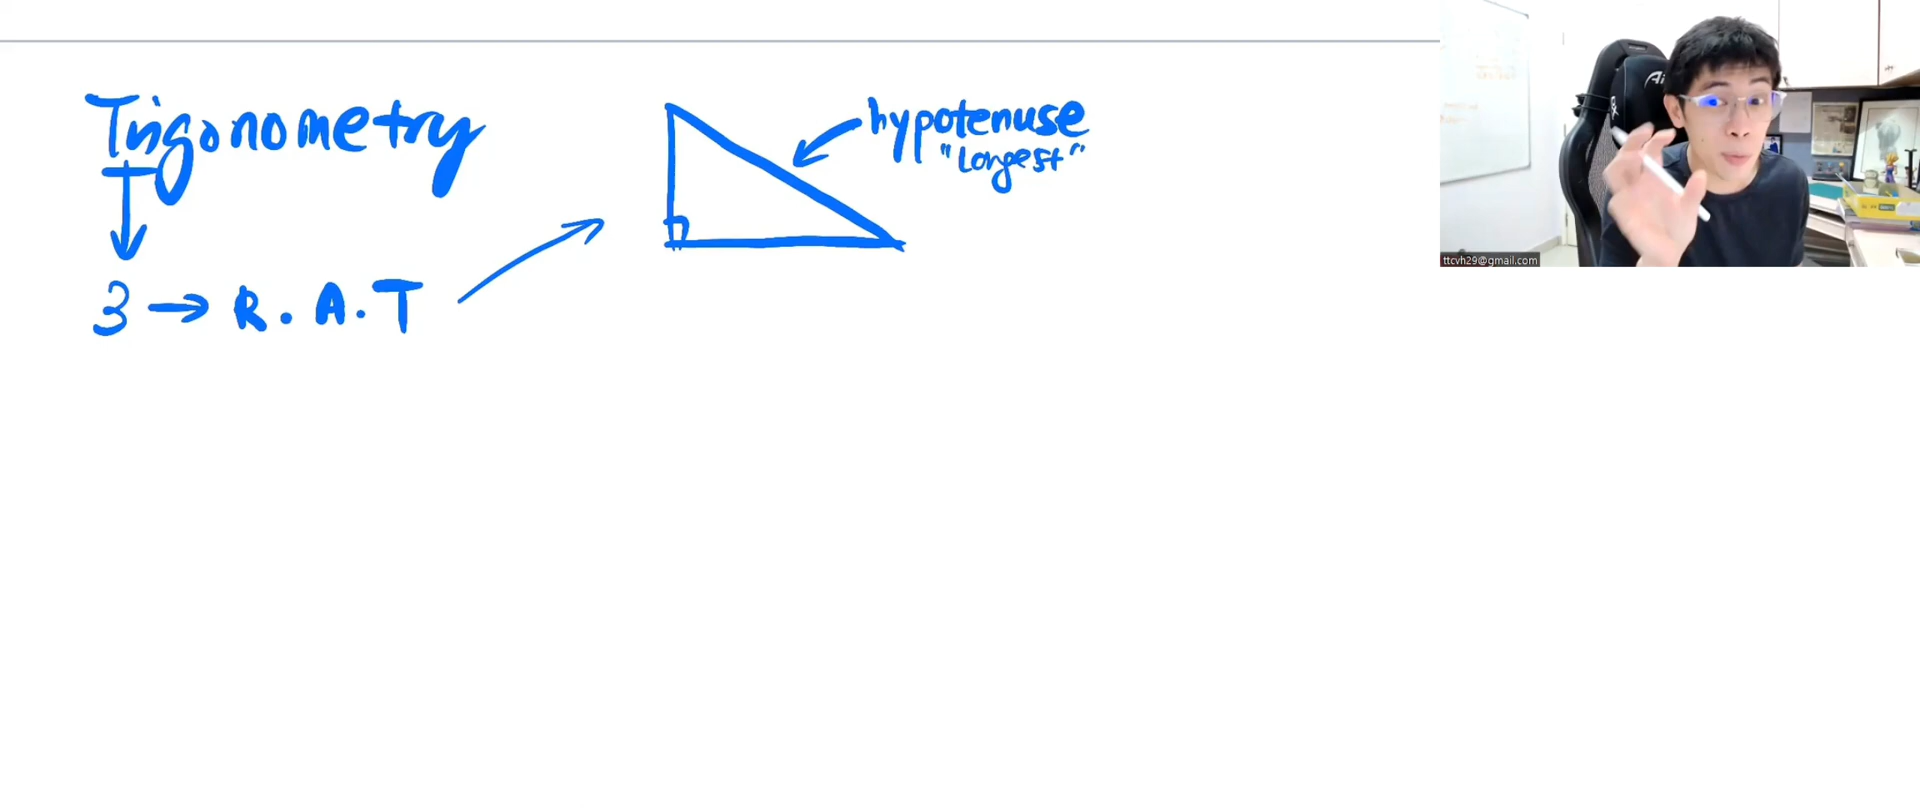 Trigonometry
3 → R.A.T
hypotenuse
"Longest"
ttcvh29@gmail.com